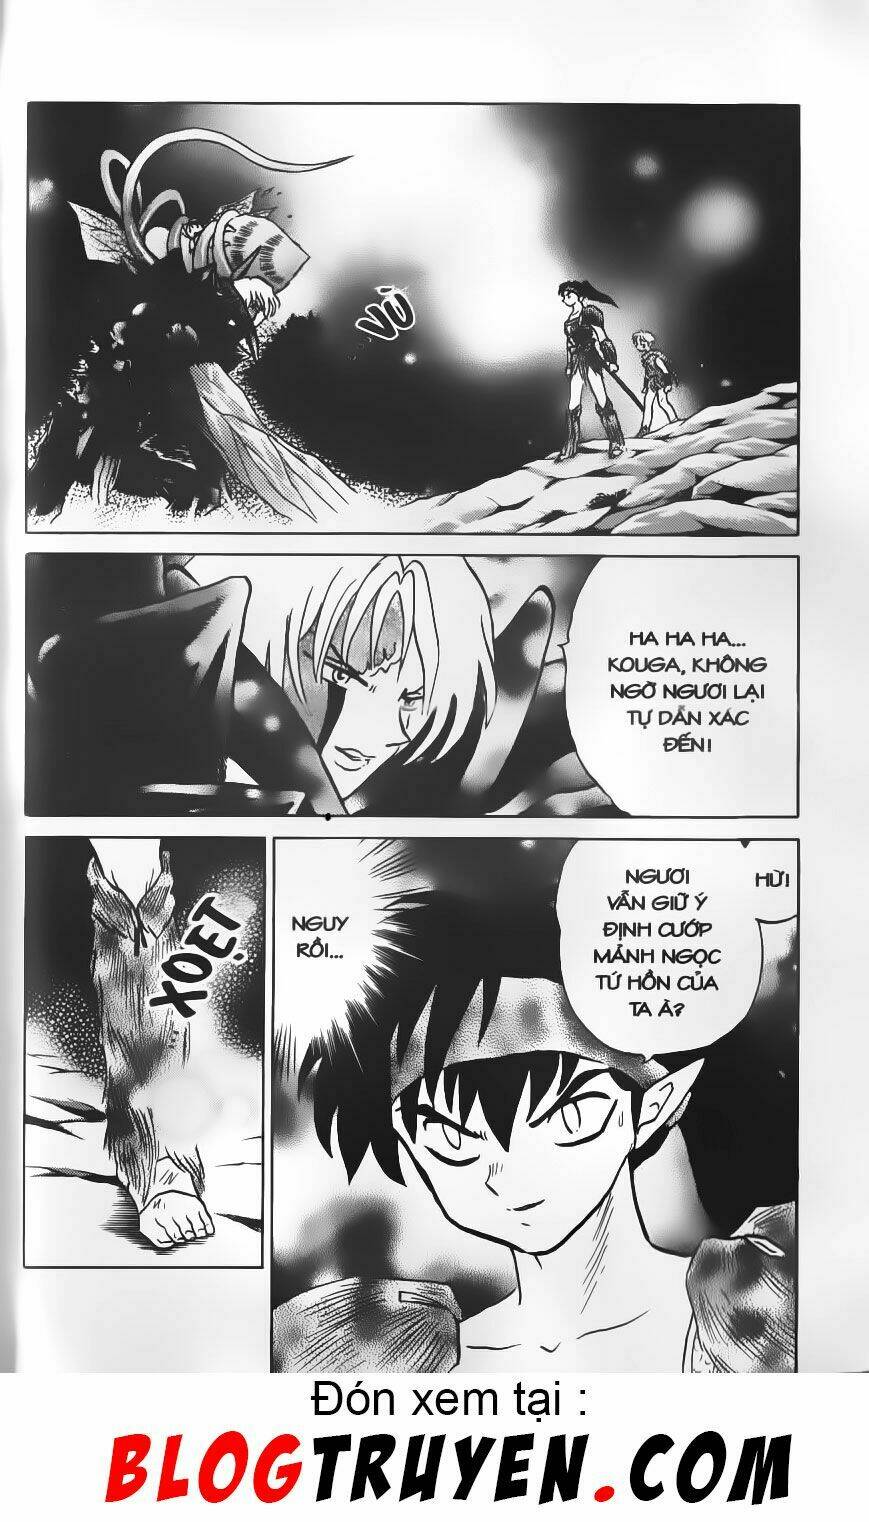 VÙ
HA HA HA...
KOUGA, KHÔNG
NGỜ NGƯƠI LẠI
TỰ DẪN XÁC
ĐẾN!
XOẸT
HỪ!
NGƯƠI
VẪN GIỮ Ý
ĐỊNH CƯỚP
MẢNH NGỌC
TỨ HỒN CỦA
TA À?
NGUY
RỒI...
Đón xem tại :
BLOGTRUYEN.COM